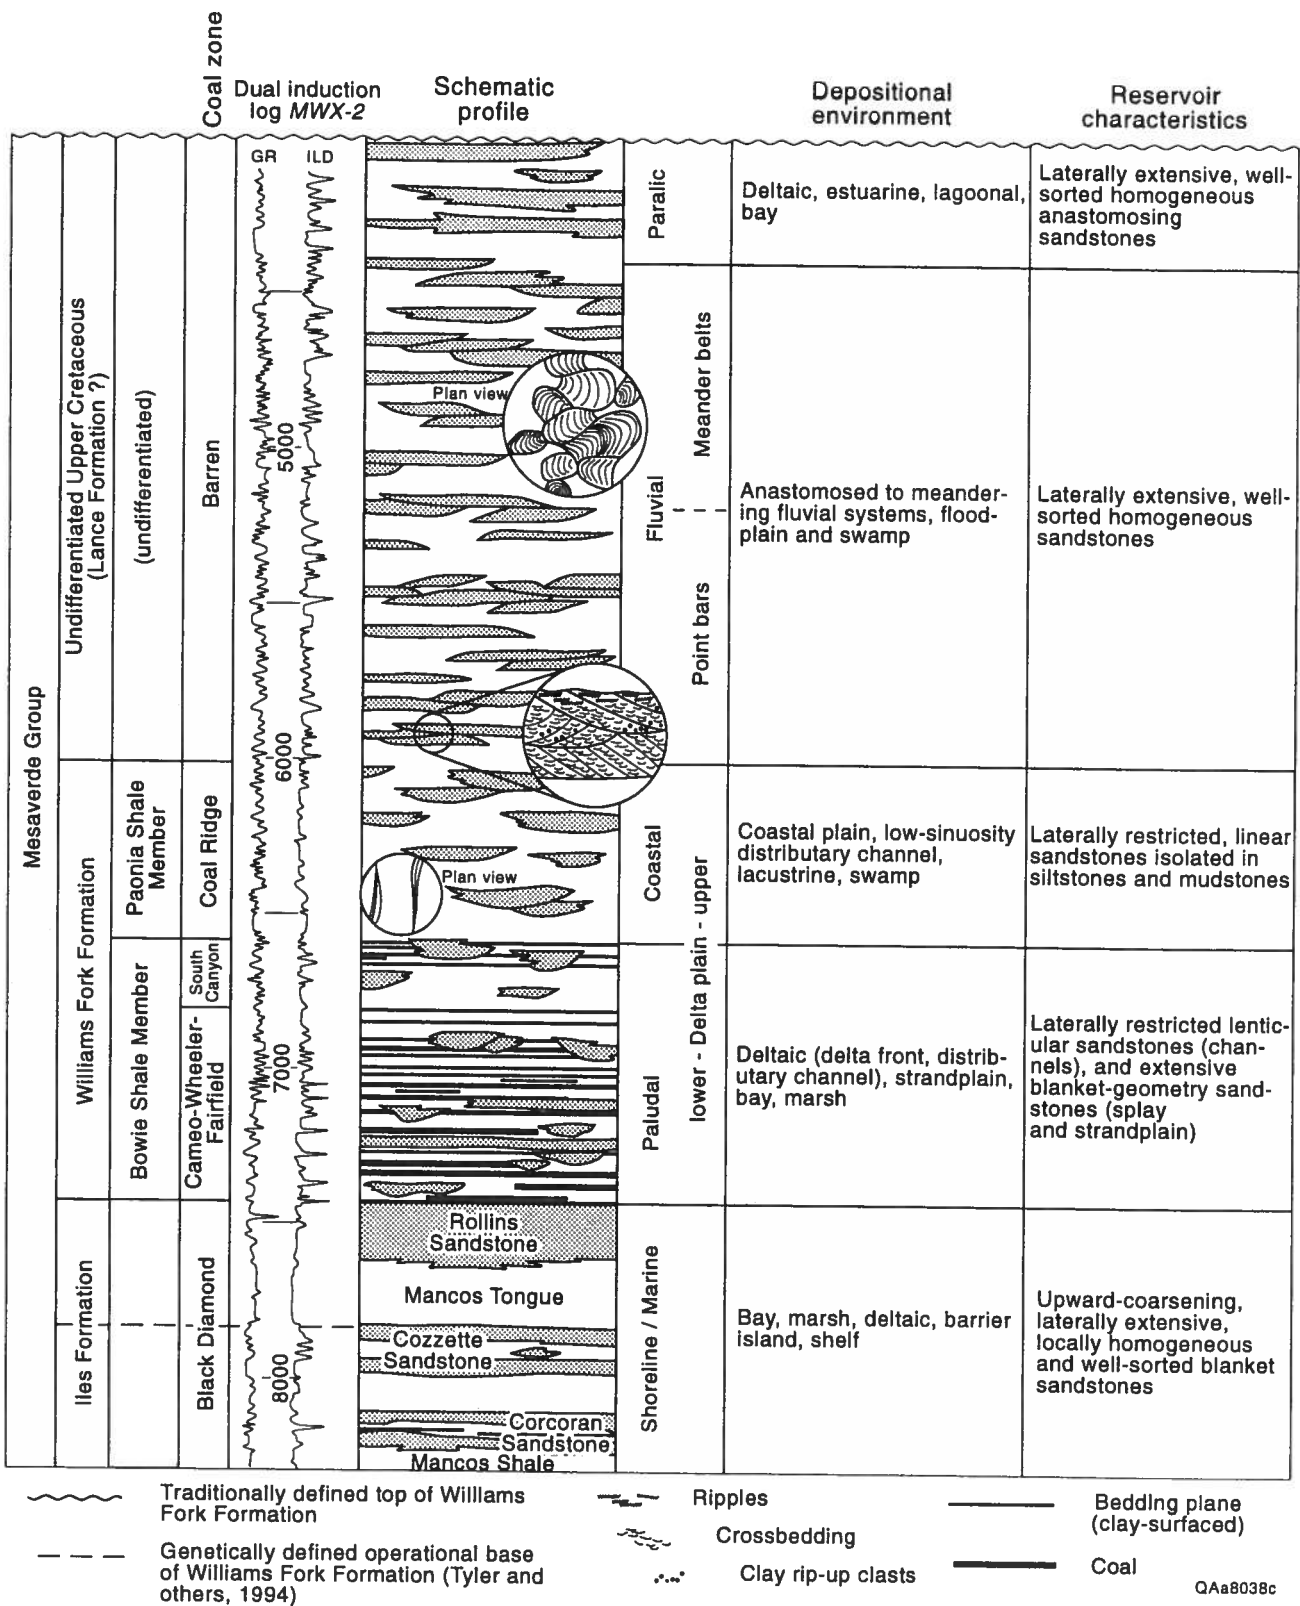 Coal zone
Dual induction
log MWX-2
Schematic
profile
Depositional
environment
Reservoir
characteristics
GR
ILD
Mesaverde Group
Undifferentiated Upper Cretaceous
(Lance Formation ?)
(undifferentiated)
Barren
5000
6000
Plan view
Paralic
Deltaic, estuarine, lagoonal,
bay
Laterally extensive, well-
sorted homogeneous
anastomosing
sandstones
Fluvial
Meander belts
Point bars
Anastomosed to meander-
ing fluvial systems, flood-
plain and swamp
Laterally extensive, well-
sorted homogeneous
sandstones
Williams Fork Formation
Paonia Shale
Member
Coal Ridge
Plan view
Coastal
lower - Delta plain - upper
Coastal plain, low-sinuosity
distributary channel,
lacustrine, swamp
Laterally restricted, linear
sandstones isolated in
siltstones and mudstones
Bowie Shale Member
South
Canyon
Cameo-Wheeler-
Fairfield
7000
Paludal
Deltaic (delta front, distrib-
utary channel), strandplain,
bay, marsh
Laterally restricted lentic-
ular sandstones (chan-
nels), and extensive
blanket-geometry sand-
stones (splay
and strandplain)
Iles Formation
Black Diamond
8000
Rollins
Sandstone
Mancos Tongue
Cozzette
Sandstone
Corcoran
Sandstone
Mancos Shale
Shoreline / Marine
Bay, marsh, deltaic, barrier
island, shelf
Upward-coarsening,
laterally extensive,
locally homogeneous
and well-sorted blanket
sandstones
Traditionally defined top of Williams
Fork Formation
Genetically defined operational base
of Williams Fork Formation (Tyler and
others, 1994)
Ripples
Crossbedding
Clay rip-up clasts
Bedding plane
(clay-surfaced)
Coal
QAa8038c